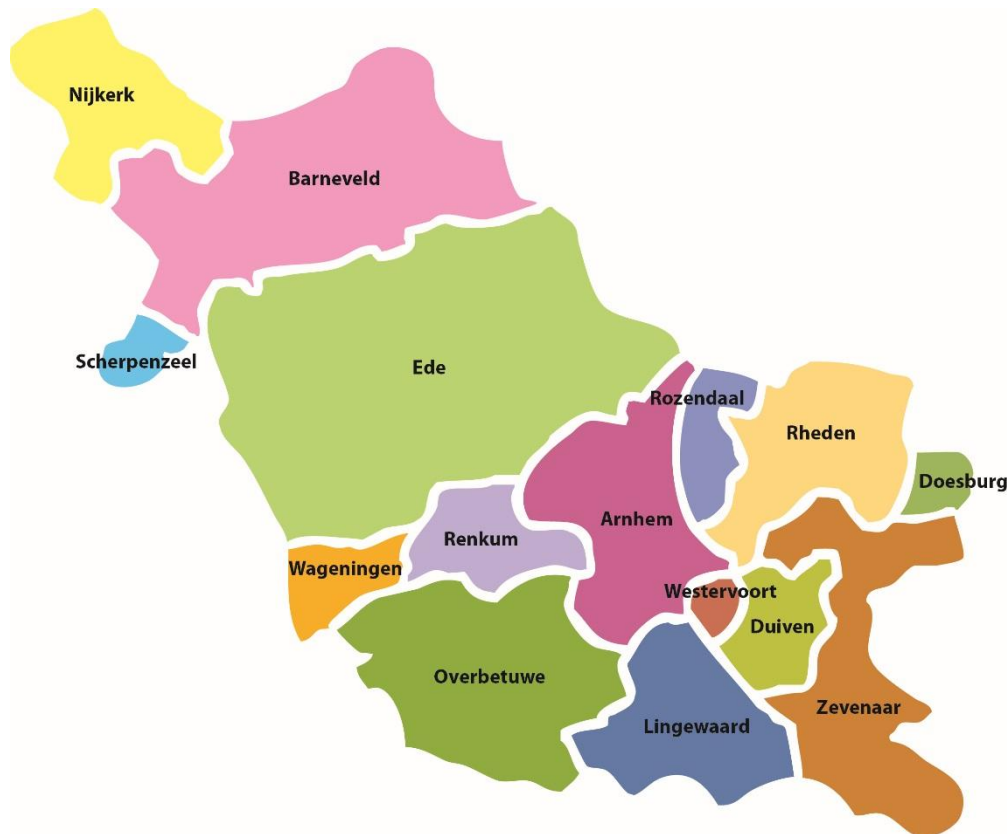 Nijkerk
Barneveld
Scherpenzeel
Ede
Rozendaal
Rheden
Doesburg
Arnhem
Renkum
Wageningen
Westervoort
Duiven
Overbetuwe
Zevenaar
Lingewaard